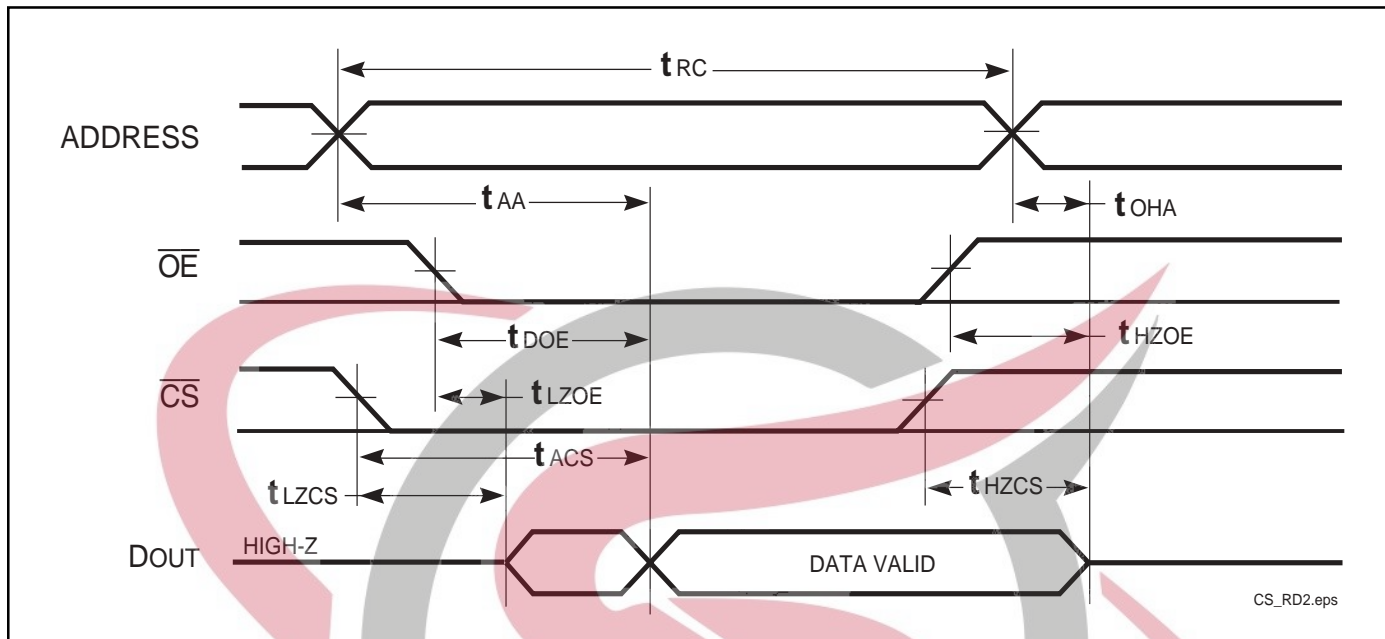 tRC
ADDRESS
tAA
tOHA
OE
tDOE
tHZOE
CS
tLZOE
tACS
tLZCS
tHZCS
DOUT
HIGH-Z
DATA VALID
CS_RD2.eps